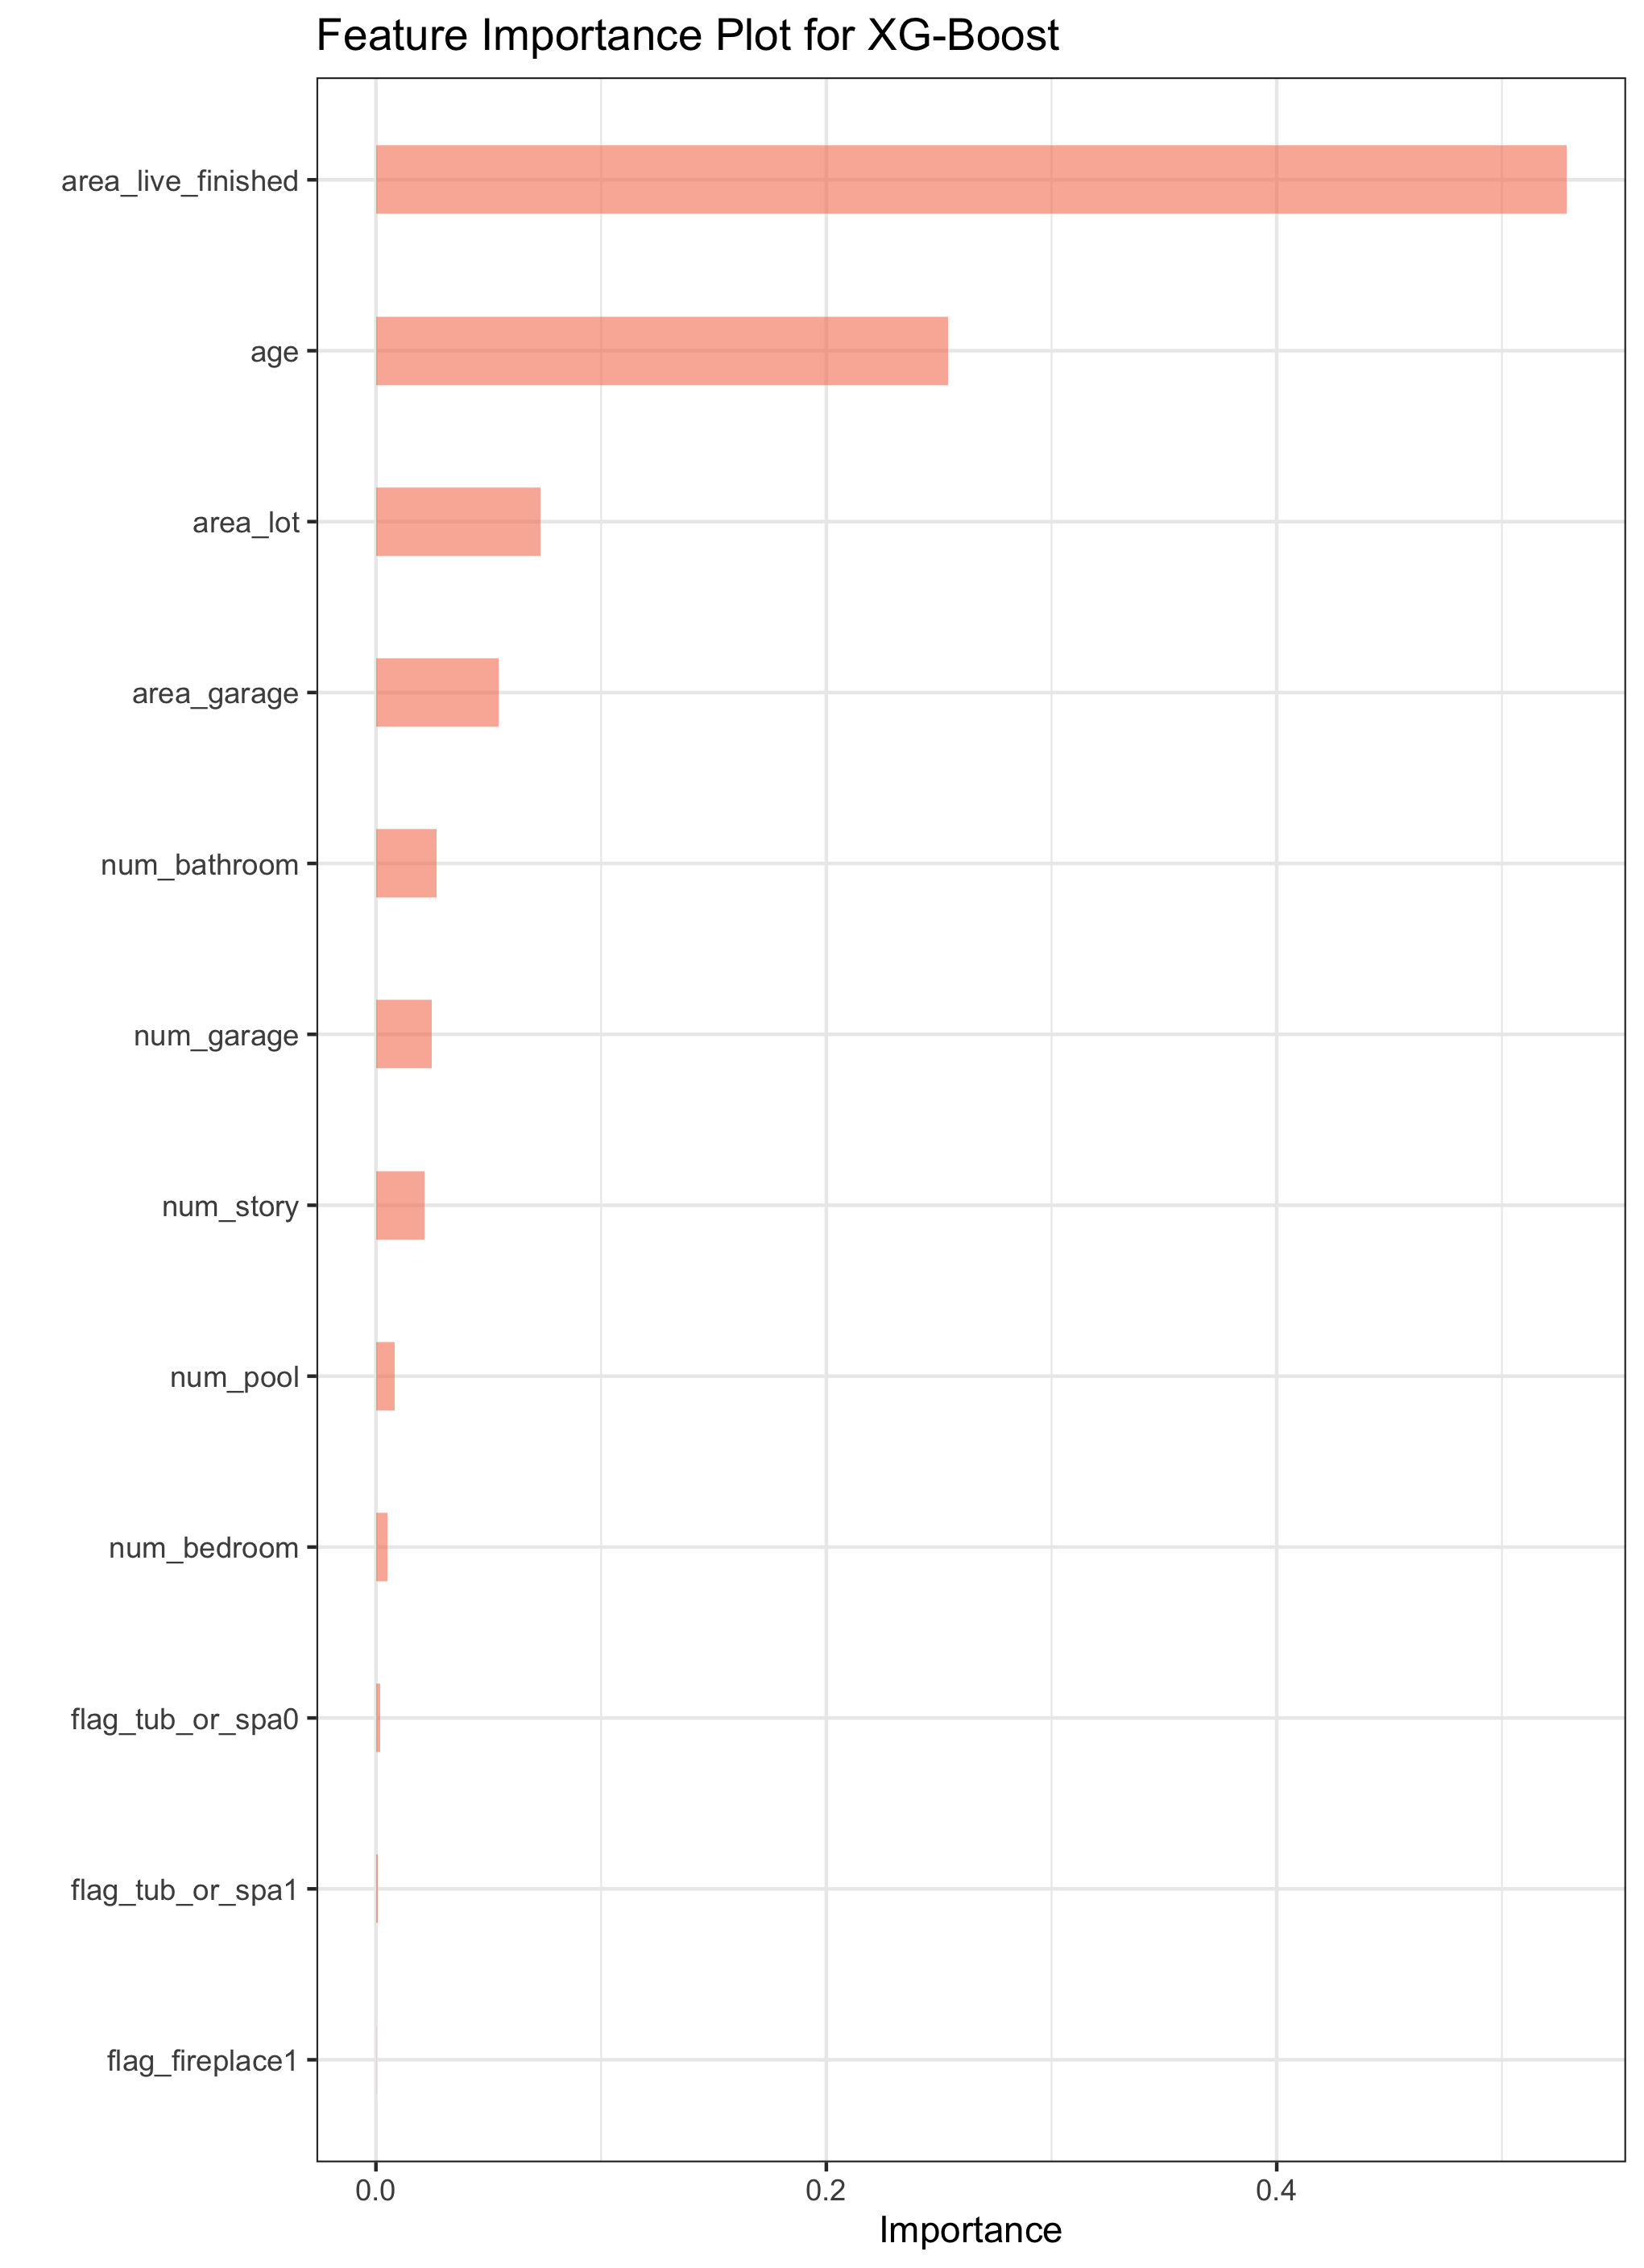 Feature Importance Plot for XG-Boost
area_live_finished
age
area_lot
area_garage
num_bathroom
num_garage
num_story
num_pool
num_bedroom
flag_tub_or_spa0
flag_tub_or_spa1
flag_fireplace1
0.0 0.2 0.4
Importance